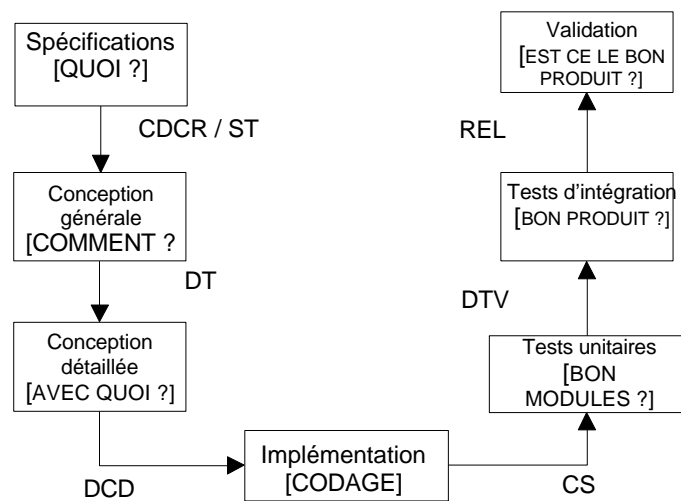 Spécifications
[QUOI ?]
CDCR / ST
Conception
générale
[COMMENT ?
DT
Conception
détaillée
[AVEC QUOI ?]
DCD
Implémentation
[CODAGE]
CS
Tests unitaires
[BON
MODULES ?]
DTV
Tests d'intégration
[BON PRODUIT ?]
REL
Validation
[EST CE LE BON
PRODUIT ?]